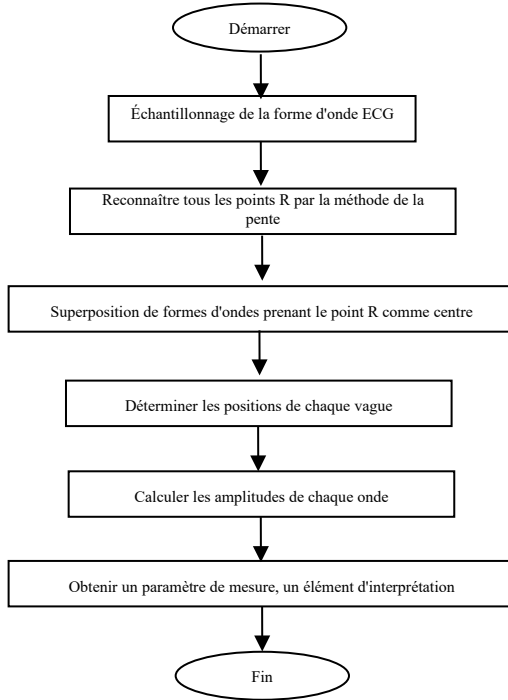 Démarrer
Échantillonnage de la forme d'onde ECG
Reconnaître tous les points R par la méthode de la
pente
Superposition de formes d'ondes prenant le point R comme centre
Déterminer les positions de chaque vague
Calculer les amplitudes de chaque onde
Obtenir un paramètre de mesure, un élément d'interprétation
Fin